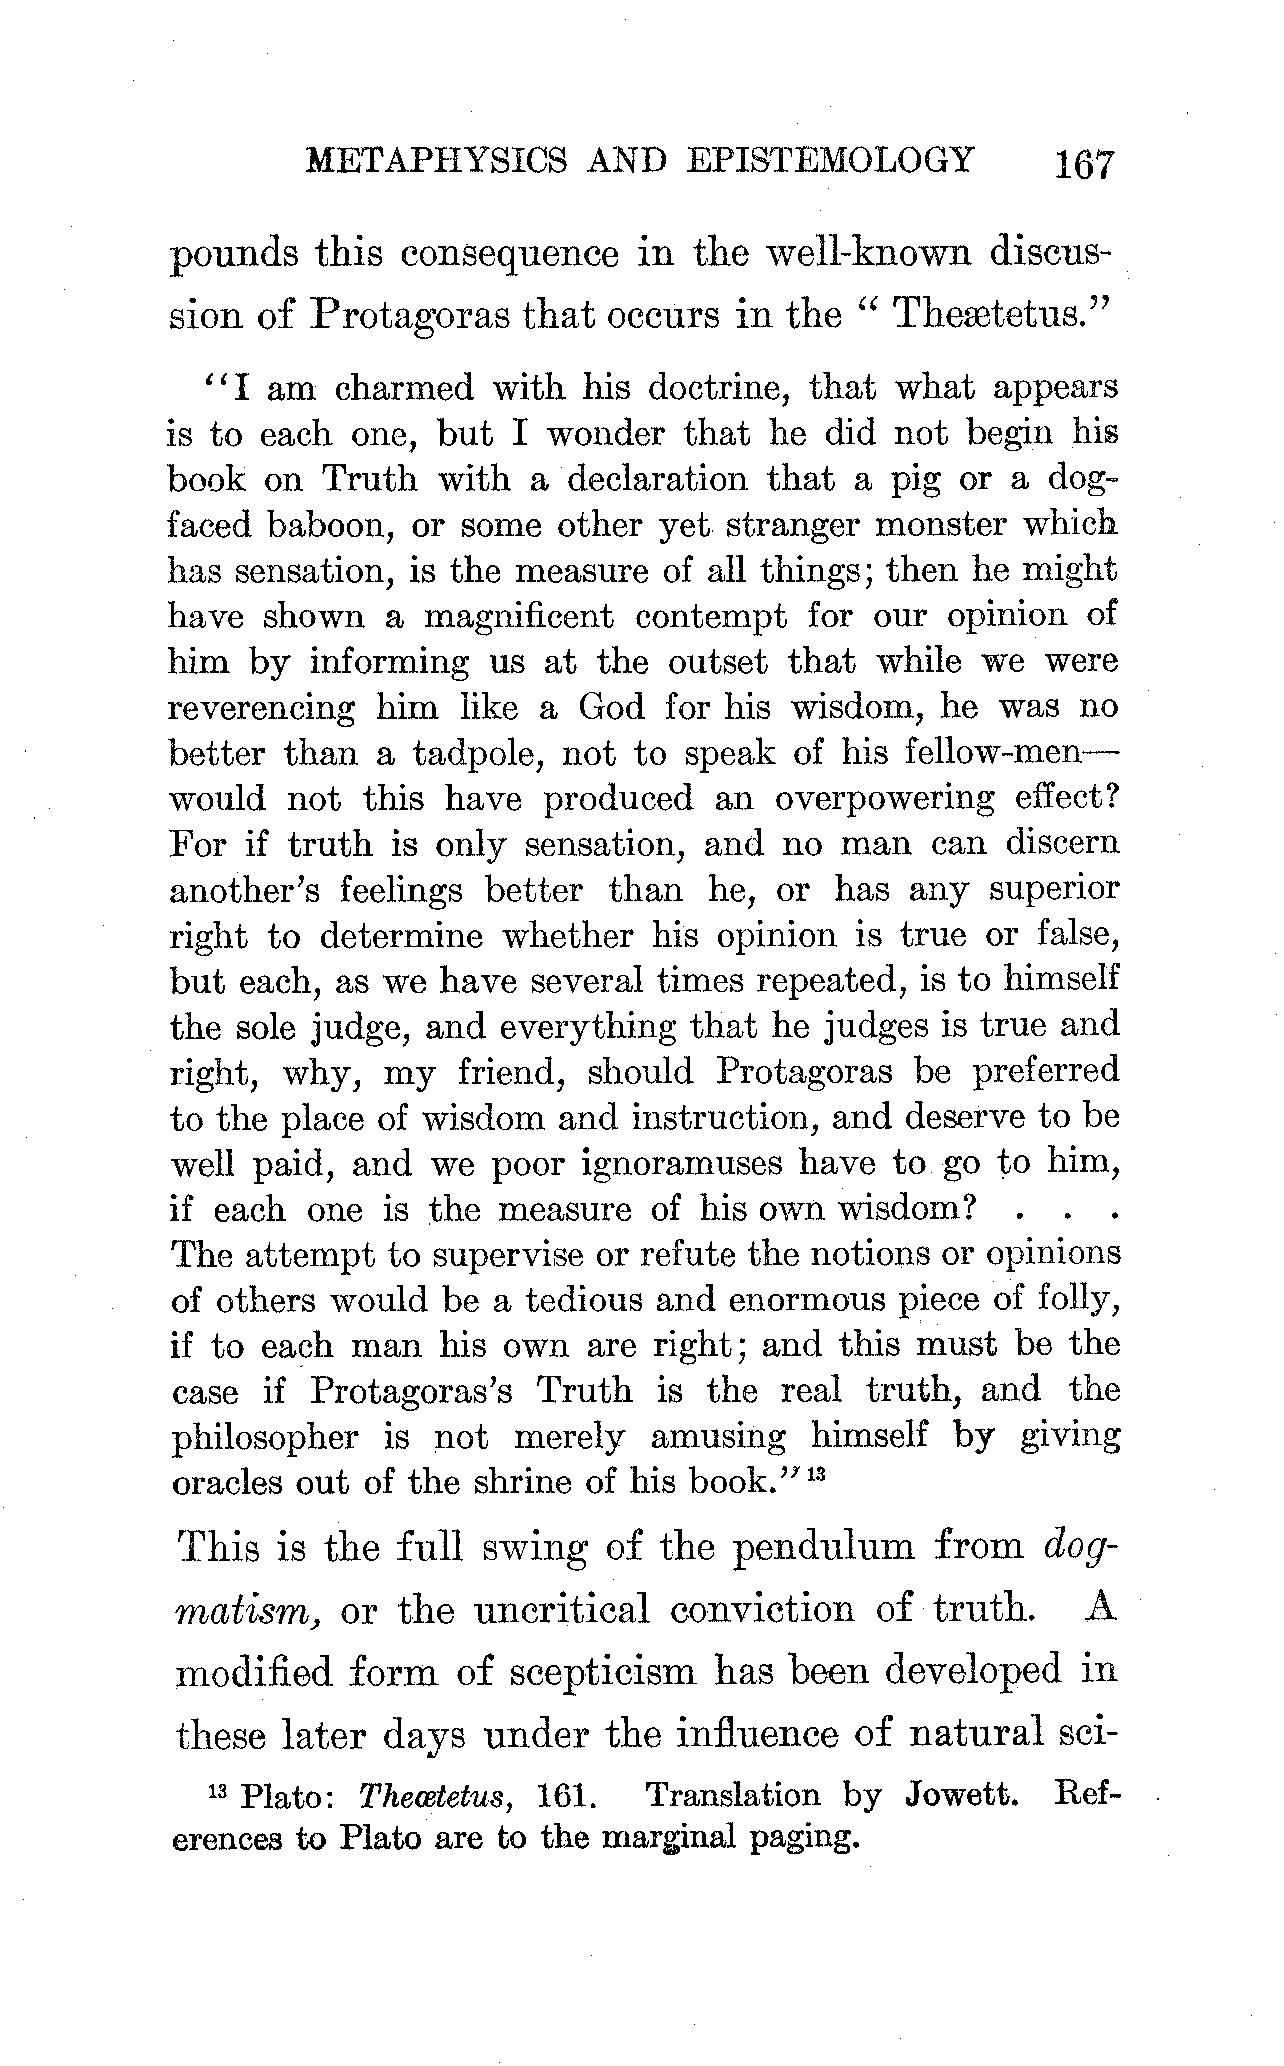 METAPHYSICS AND EPISTEMOLOGY 167
pounds this consequence in the well-known discus-
sion of Protagoras that occurs in the “ Theætetus.”
“I am charmed with his doctrine, that what appears
is to each one, but I wonder that he did not begin his
book on Truth with a declaration that a pig or a dog-
faced baboon, or some other yet stranger monster which
has sensation, is the measure of all things; then he might
have shown a magnificent contempt for our opinion of
him by informing us at the outset that while we were
reverencing him like a God for his wisdom, he was no
better than a tadpole, not to speak of his fellow-men—
would not this have produced an overpowering effect?
For if truth is only sensation, and no man can discern
another’s feelings better than he, or has any superior
right to determine whether his opinion is true or false,
but each, as we have several times repeated, is to himself
the sole judge, and everything that he judges is true and
right, why, my friend, should Protagoras be preferred
to the place of wisdom and instruction, and deserve to be
well paid, and we poor ignoramuses have to go to him,
if each one is the measure of his own wisdom? . . .
The attempt to supervise or refute the notions or opinions
of others would be a tedious and enormous piece of folly,
if to each man his own are right; and this must be the
case if Protagoras’s Truth is the real truth, and the
philosopher is not merely amusing himself by giving
oracles out of the shrine of his book.”13
This is the full swing of the pendulum from dog-
matism, or the uncritical conviction of truth. A
modified form of scepticism has been developed in
these later days under the influence of natural sci-
13 Plato: Theætetus, 161. Translation by Jowett. Ref-
erences to Plato are to the marginal paging.